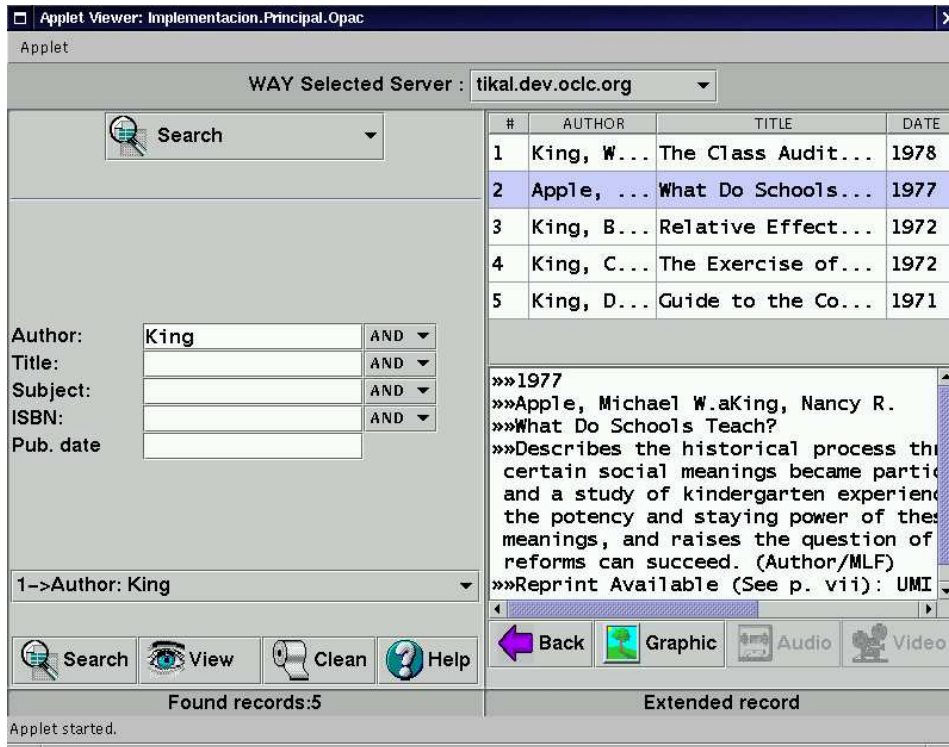 Applet Viewer: Implementacion.Principal.Opac
Applet
WAY Selected Server : tikal.dev.oclc.org
Search
Author: King AND
Title: AND
Subject: AND
ISBN: AND
Pub. date
1->Author: King
Search View Clean Help
Found records:5
# AUTHOR TITLE DATE
1 King, W... The Class Audit... 1978
2 Apple, ... What Do Schools... 1977
3 King, B... Relative Effect... 1972
4 King, C... The Exercise of... 1972
5 King, D... Guide to the Co... 1971
»»1977
»»Apple, Michael W.aKing, Nancy R.
»»What Do Schools Teach?
»»Describes the historical process
certain social meanings became
and a study of kindergarten
the potency and staying power of
meanings, and raises the question of
reforms can succeed. (Author/MLF)
»»Reprint Available (See p. vii): UMI
Back Graphic Audio Video
Extended record
Applet started.